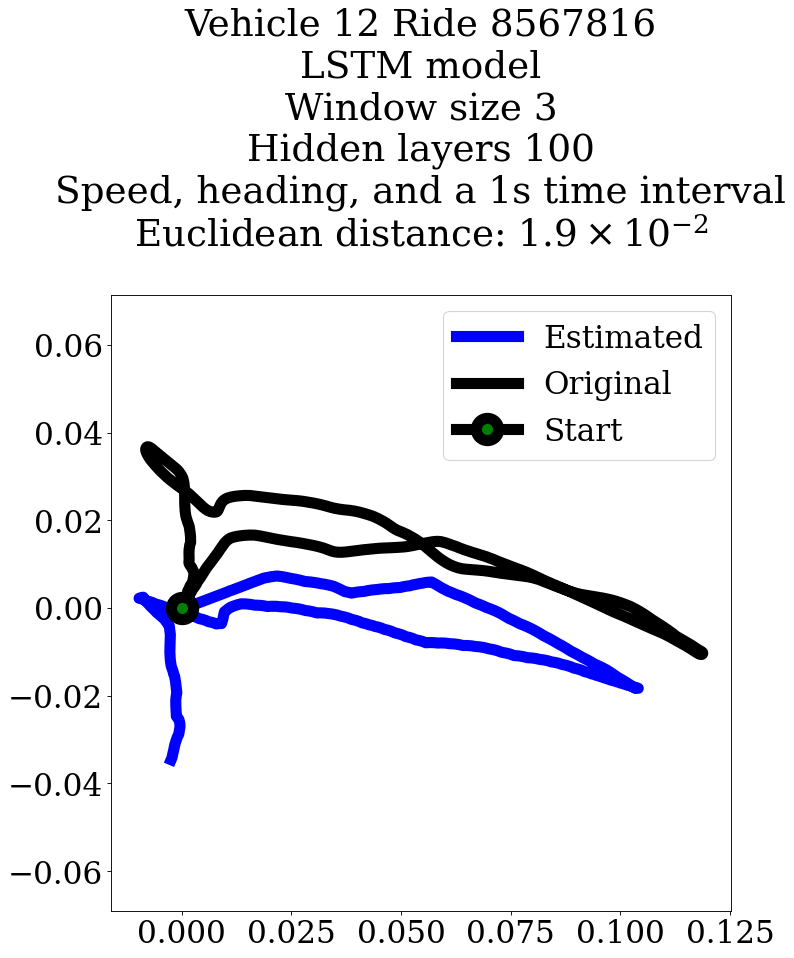 Vehicle 12 Ride 8567816
LSTM model
Window size 3
Hidden layers 100
Speed, heading, and a 1s time interval
Euclidean distance: 1.9 × 10⁻²
Estimated
Original
Start
0.06
0.04
0.02
0.00
−0.02
−0.04
−0.06
0.000 0.025 0.050 0.075 0.100 0.125